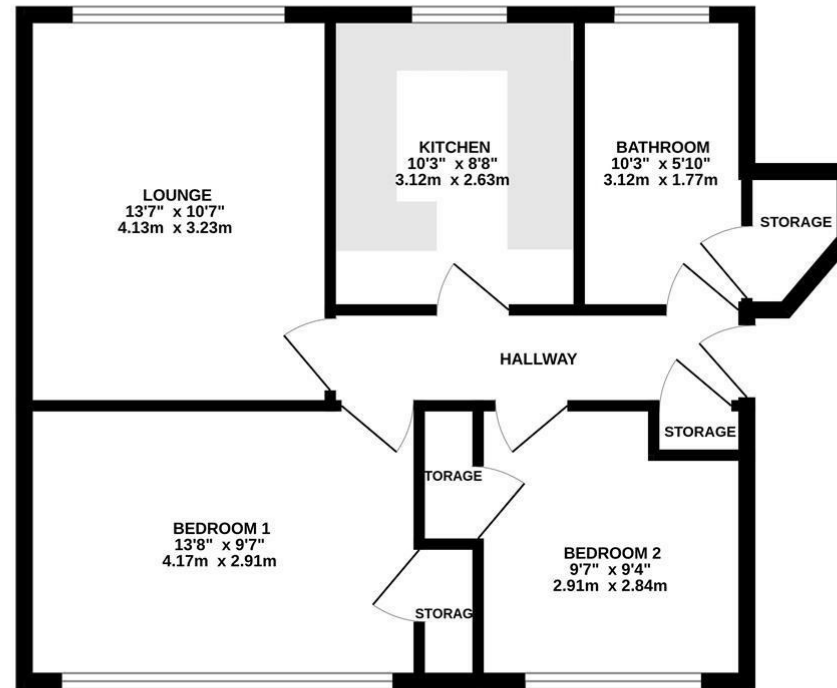 LOUNGE
13'7" x 10'7"
4.13m x 3.23m
KITCHEN
10'3" x 8'8"
3.12m x 2.63m
BATHROOM
10'3" x 5'10"
3.12m x 1.77m
STORAGE
HALLWAY
STORAGE
TORAGE
BEDROOM 1
13'8" x 9'7"
4.17m x 2.91m
BEDROOM 2
9'7" x 9'4"
2.91m x 2.84m
STORAG